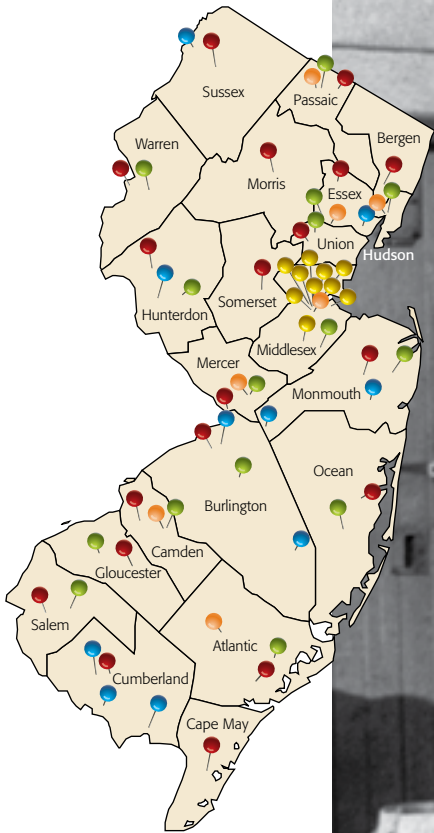 Sussex
Passaic
Bergen
Warren
Morris
Essex
Union
Hudson
Hunterdon
Somerset
Middlesex
Mercer
Monmouth
Ocean
Burlington
Camden
Gloucester
Salem
Atlantic
Cumberland
Cape May